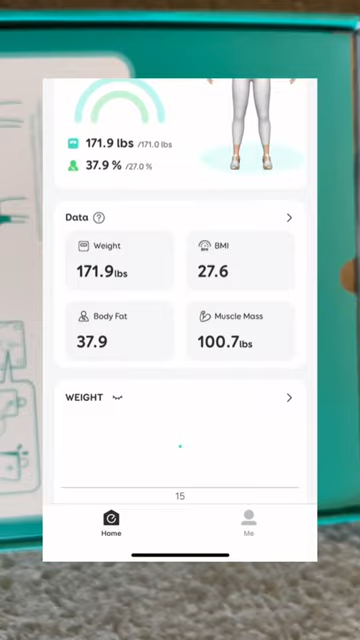 171.9 lbs /171.0 lbs
37.9 % /27.0 %
Data ?
Weight
171.9lbs
BMI
BMI
27.6
Body Fat
37.9
Muscle Mass
100.7lbs
WEIGHT
15
Home
Me